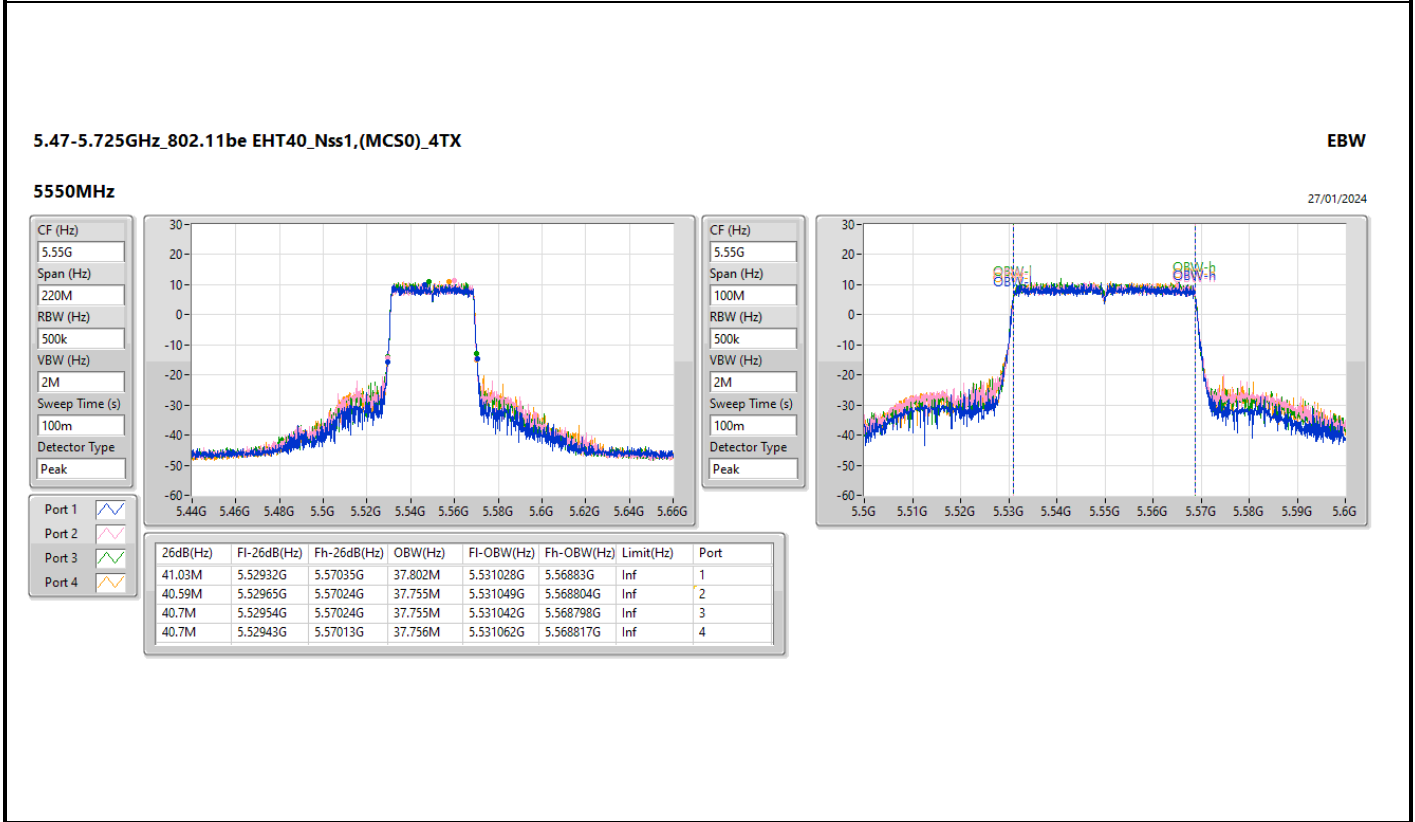 5.47-5.725GHz_802.11be EHT40_Nss1,(MCS0)_4TX
EBW
5550MHz
27/01/2024
CF (Hz)
5.55G
Span (Hz)
220M
RBW (Hz)
500k
VBW (Hz)
2M
Sweep Time (s)
100m
Detector Type
Peak
30
20
10
0
-10
-20
-30
-40
-50
-60
5.44G 5.46G 5.48G 5.5G 5.52G 5.54G 5.56G 5.58G 5.6G 5.62G 5.64G 5.66G
CF (Hz)
5.55G
Span (Hz)
100M
RBW (Hz)
500k
VBW (Hz)
2M
Sweep Time (s)
100m
Detector Type
Peak
30
20
10
0
-10
-20
-30
-40
-50
-60
OBW-h
OBW-h
5.5G 5.51G 5.52G 5.53G 5.54G 5.55G 5.56G 5.57G 5.58G 5.59G 5.6G
Port 1
Port 2
Port 3
Port 4
26dB(Hz) Fl-26dB(Hz) Fh-26dB(Hz) OBW(Hz) Fl-OBW(Hz) Fh-OBW(Hz) Limit(Hz) Port
41.03M 5.52932G 5.57035G 37.802M 5.531028G 5.56883G Inf 1
40.59M 5.52965G 5.57024G 37.755M 5.531049G 5.568804G Inf 2
40.7M 5.52954G 5.57024G 37.755M 5.531042G 5.568798G Inf 3
40.7M 5.52943G 5.57013G 37.756M 5.531062G 5.568817G Inf 4